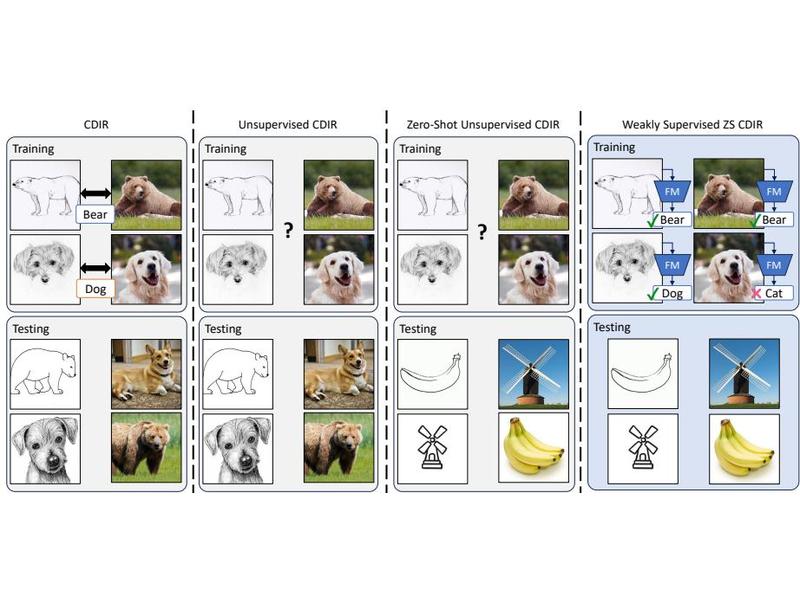 CDIR
Training
Bear
Dog
Testing
Unsupervised CDIR
Training
?
Testing
Zero-Shot Unsupervised CDIR
Training
?
Testing
Weakly Supervised ZS CDIR
Training
FM
FM
Bear
Bear
FM
FM
Dog
Cat
Testing